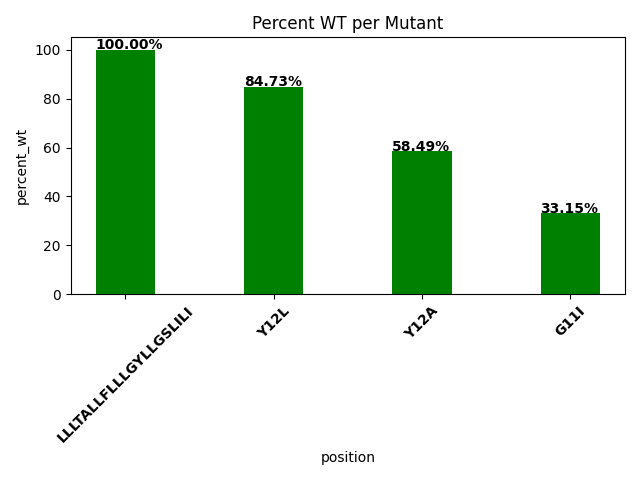 Percent WT per Mutant
percent_wt
100
80
60
40
20
0
100.00%
84.73%
58.49%
33.15%
LLLTALLFLLLGYLLGSLILI
Y12L
Y12A
G11I
position